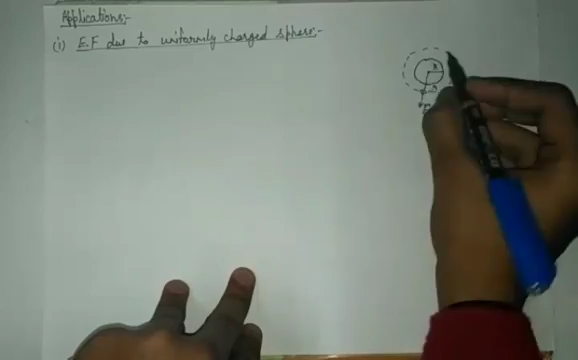 Applications:-
(i) E.F due to uniformly charged sphere:-
R